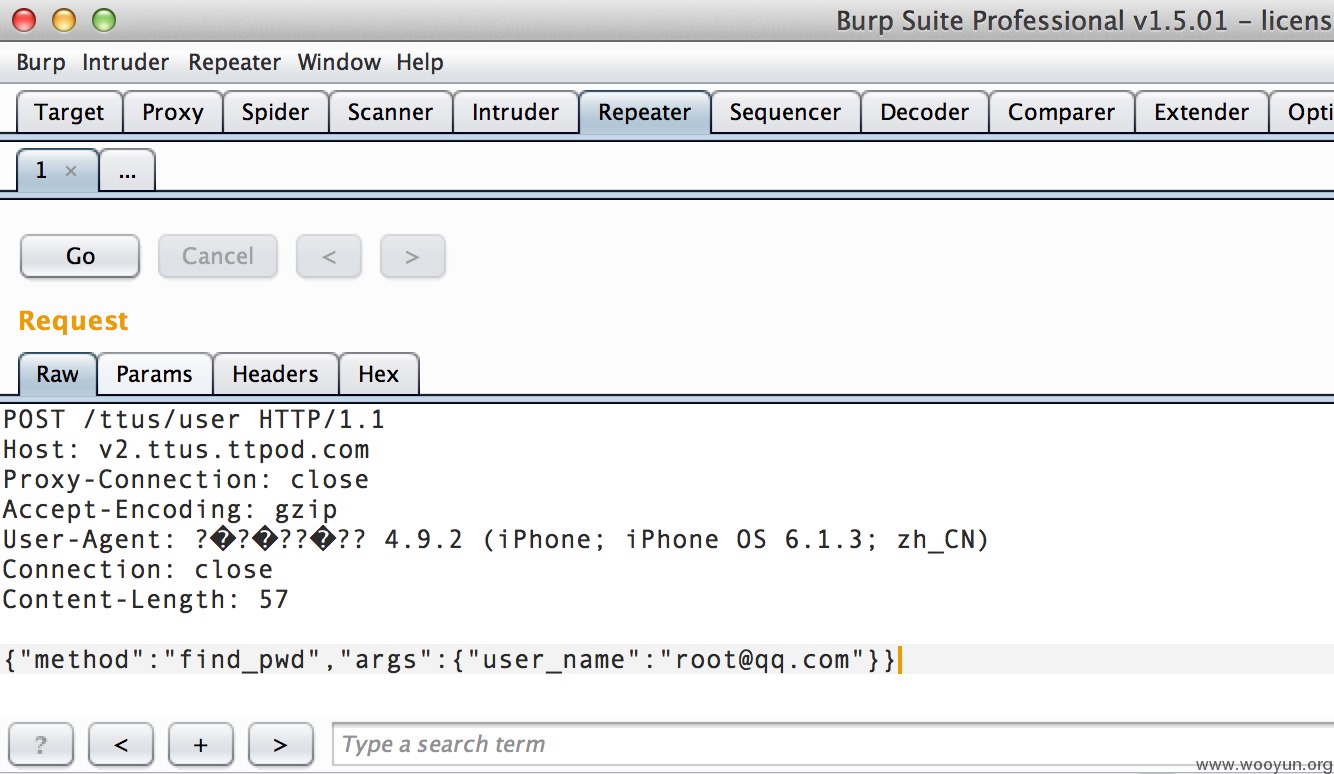 Burp Suite Professional v1.5.01 – licens
Burp Intruder Repeater Window Help
Target Proxy Spider Scanner Intruder Repeater Sequencer Decoder Comparer Extender Opti
1 × ...
Go Cancel < >
Request
Raw Params Headers Hex
POST /ttus/user HTTP/1.1
Host: v2.ttus.ttpod.com
Proxy-Connection: close
Accept-Encoding: gzip
User-Agent: ?�?�??�?? 4.9.2 (iPhone; iPhone OS 6.1.3; zh_CN)
Connection: close
Content-Length: 57
{"method":"find_pwd","args":{"user_name":"root@qq.com"}}
? < + > Type a search term
www.wooyun.org